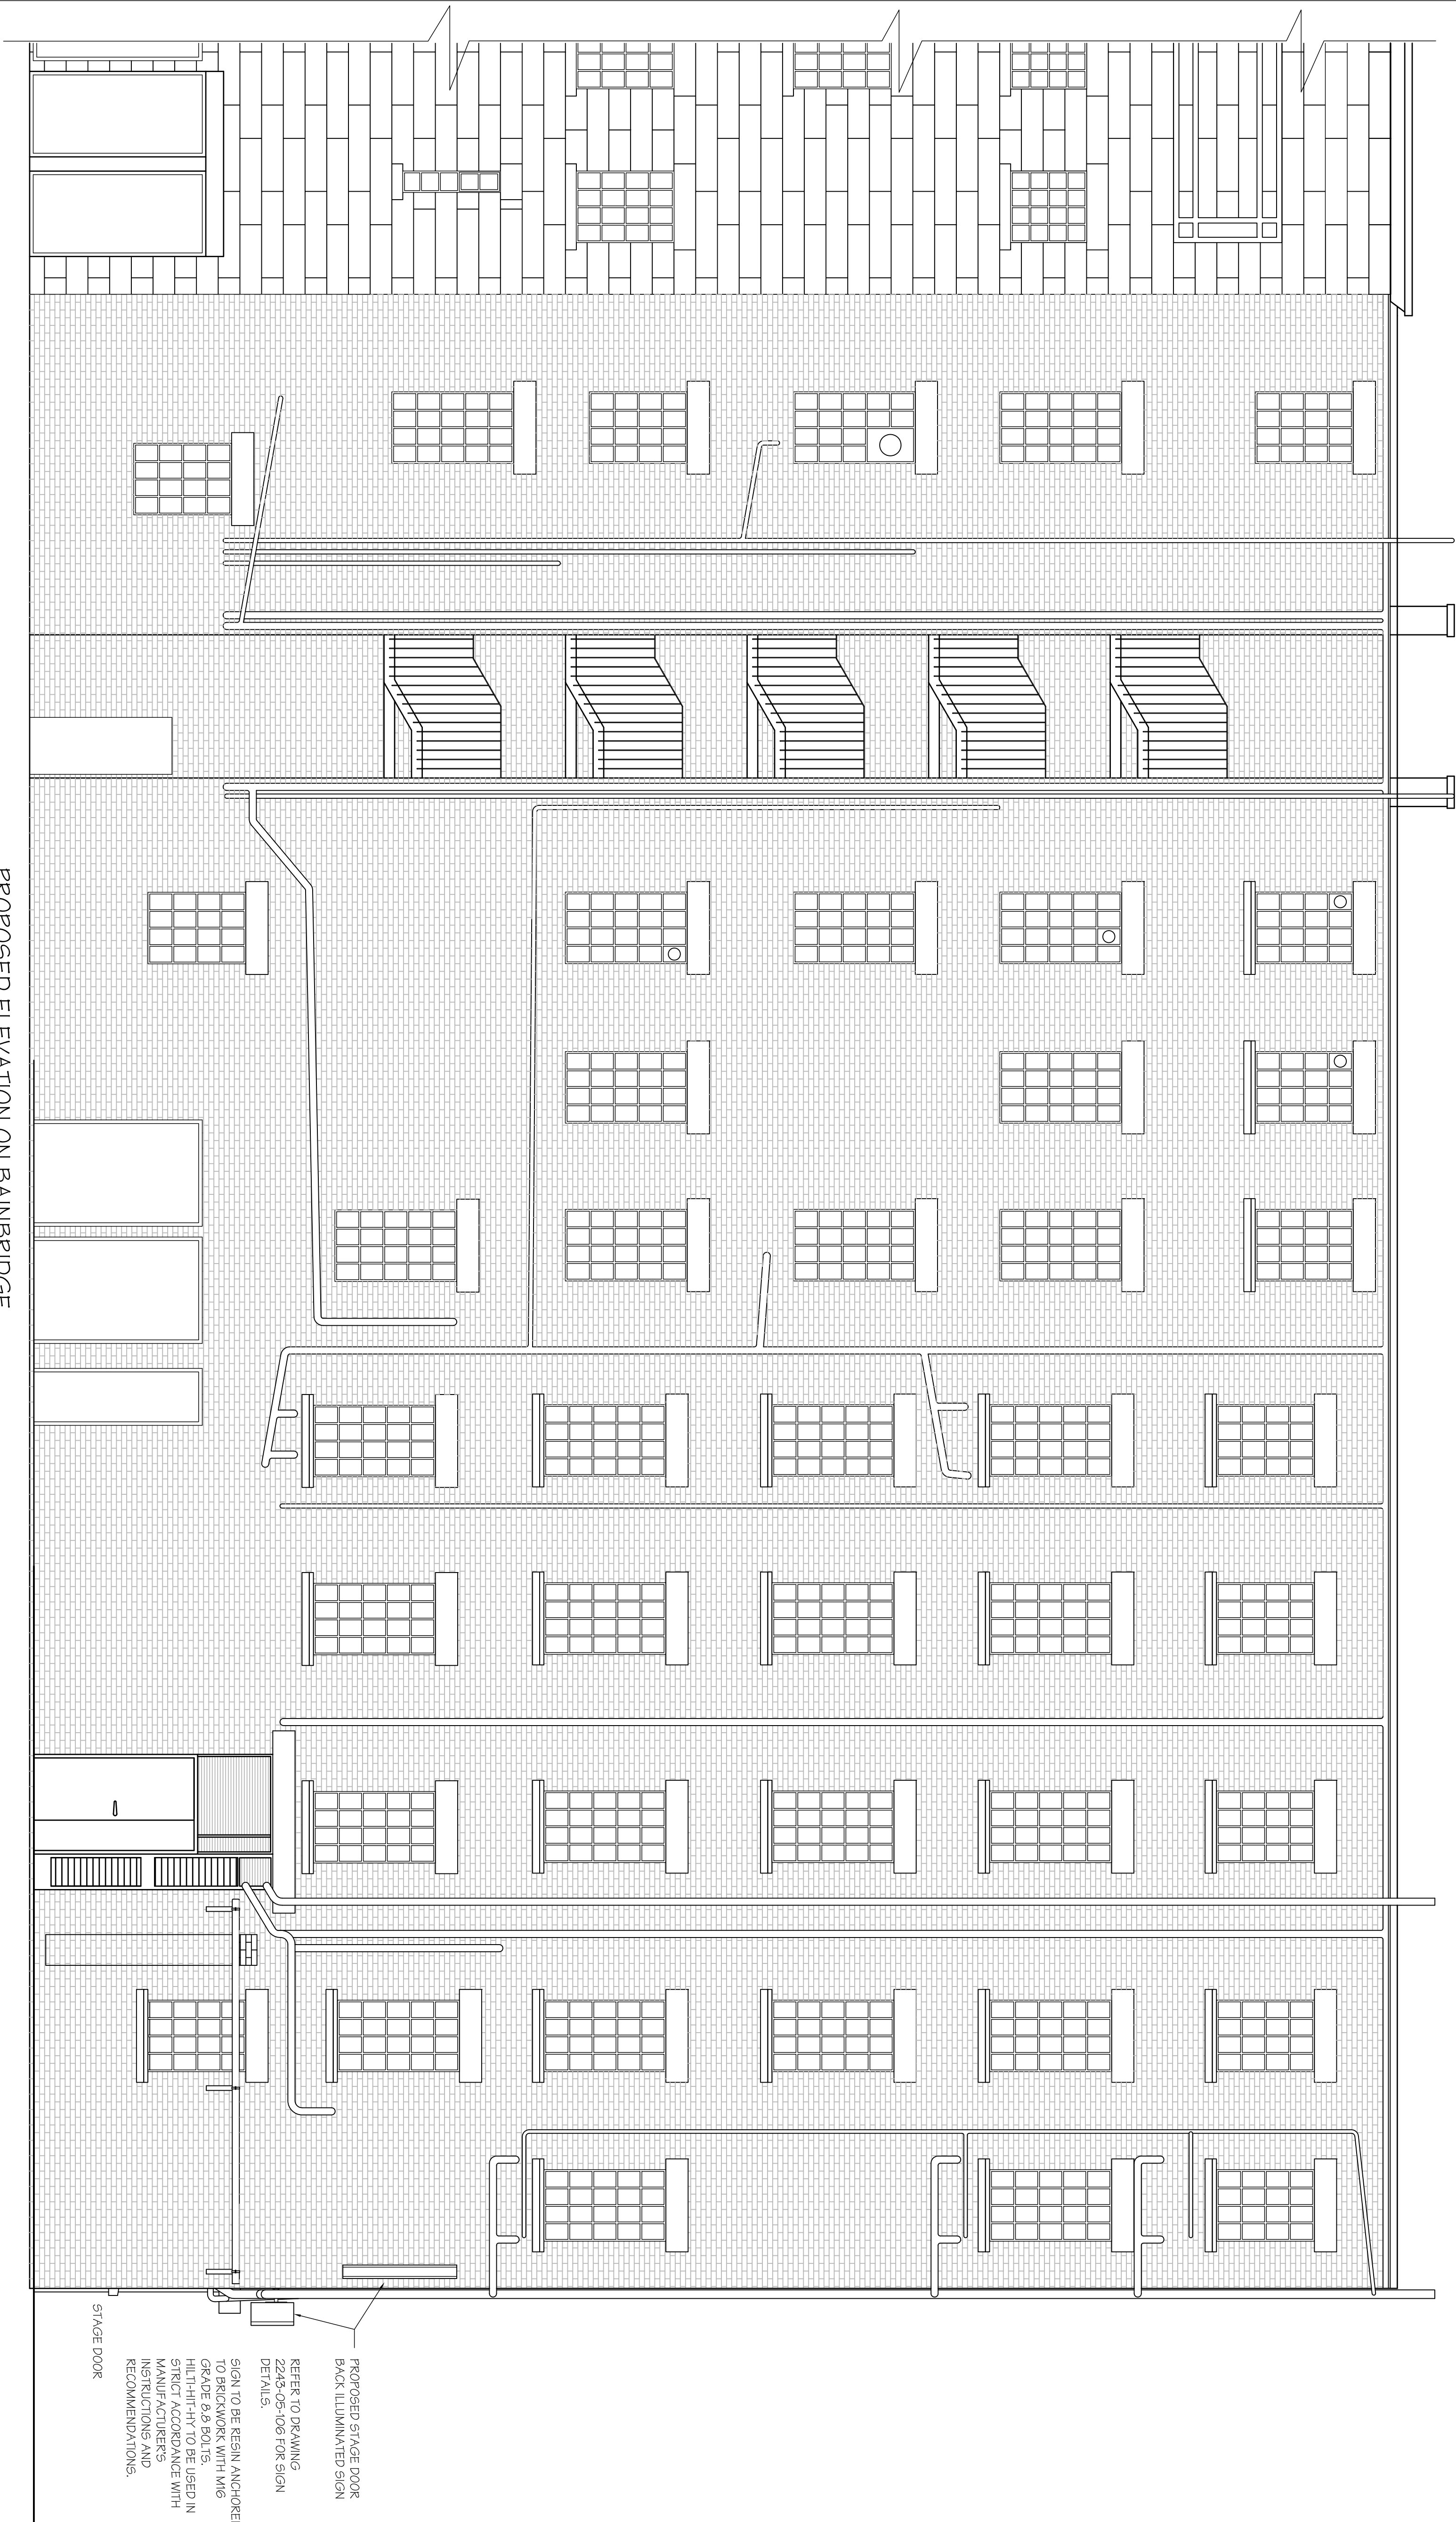 PROPOSED STAGE DOOR
BACK ILLUMINATED SIGN
REFER TO DRAWING
2243-05-106 FOR SIGN
DETAILS.
SIGN TO BE RESIN ANCHORED
TO BRICKWORK WITH M16
GRADE 8.8 BOLTS.
HILTI-HIT-HY TO BE USED IN
STRICT ACCORDANCE WITH
MANUFACTURER'S
INSTRUCTIONS AND
RECOMMENDATIONS.
STAGE DOOR
PROPOSED ELEVATION ON BAINBRIDGE